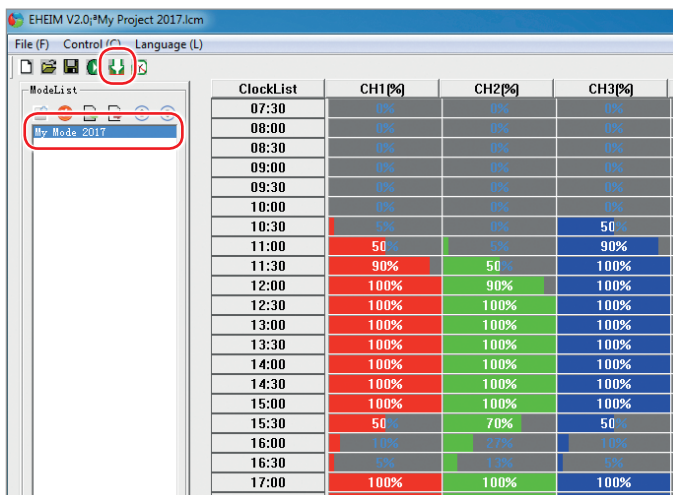 EHEIM V2.0;ªMy Project 2017.lcm
File (F) Control (C) Language (L)
ModeList
My Mode 2017
ClockList CH1(%) CH2(%) CH3(%)
07:30 0% 0% 0%
08:00 0% 0% 0%
08:30 0% 0% 0%
09:00 0% 0% 0%
09:30 0% 0% 0%
10:00 0% 0% 0%
10:30 5% 0% 50%
11:00 50% 5% 90%
11:30 90% 50% 100%
12:00 100% 90% 100%
12:30 100% 100% 100%
13:00 100% 100% 100%
13:30 100% 100% 100%
14:00 100% 100% 100%
14:30 100% 100% 100%
15:00 100% 100% 100%
15:30 50% 70% 50%
16:00 10% 27% 10%
16:30 5% 13% 5%
17:00 100% 100% 100%